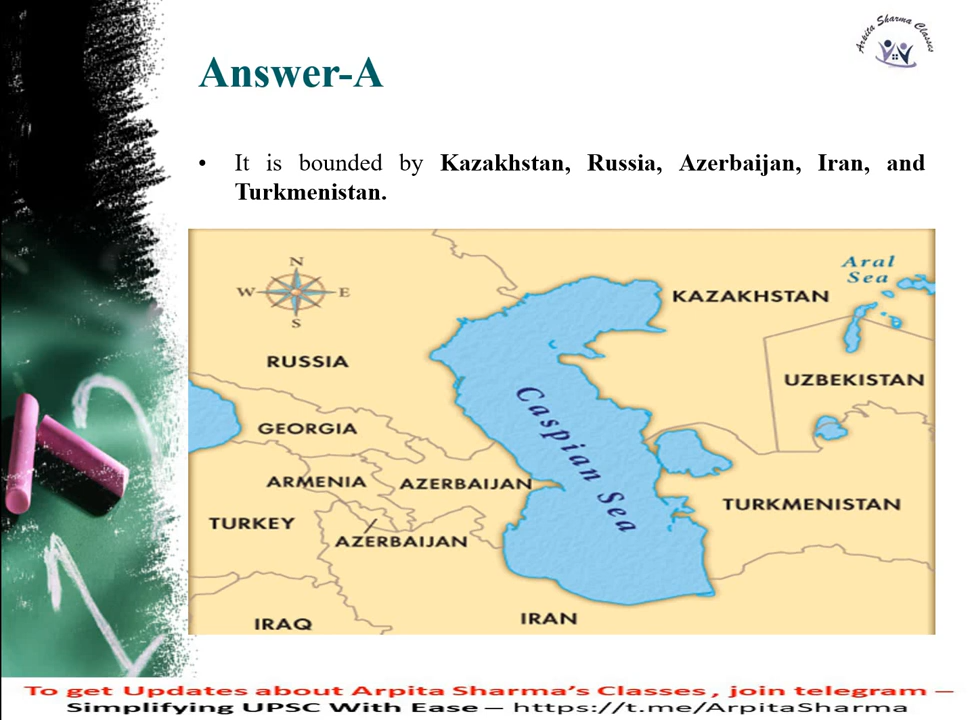 Arpita Sharma Classes
Answer-A
• It is bounded by Kazakhstan, Russia, Azerbaijan, Iran, and
Turkmenistan.
N
W E
S
Aral
Sea
KAZAKHSTAN
RUSSIA
UZBEKISTAN
Caspian Sea
GEORGIA
ARMENIA
AZERBAIJAN
TURKMENISTAN
TURKEY
AZERBAIJAN
IRAN
IRAQ
To get Updates about Arpita Sharma's Classes , join telegram –
Simplifying UPSC With Ease – https://t.me/ArpitaSharma